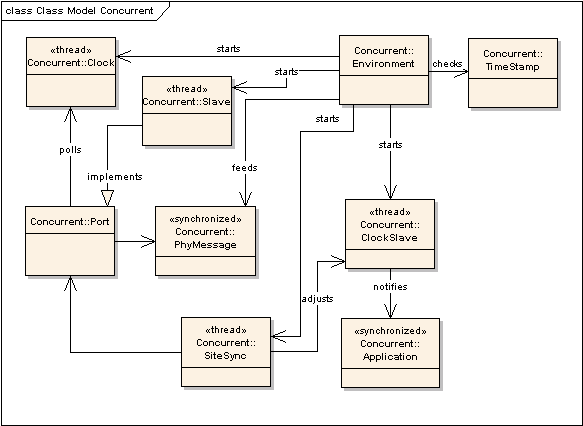 class Class Model Concurrent
«thread»
Concurrent::Clock
starts
Concurrent::
Environment
checks
Concurrent::
TimeStamp
starts
«thread»
Concurrent::Slave
starts
starts
polls
implements
feeds
Concurrent::Port
«synchronized»
Concurrent::
PhyMessage
«thread»
Concurrent::
ClockSlave
adjusts
notifies
«thread»
Concurrent::
SiteSync
«synchronized»
Concurrent::
Application